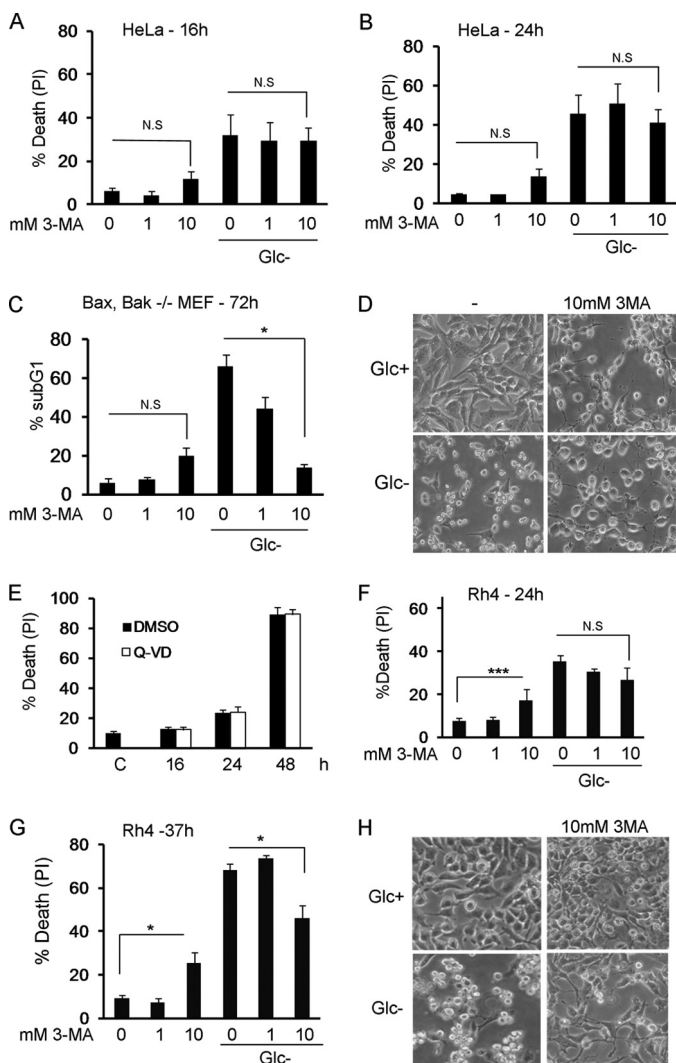 A
HeLa - 16h
% Death (PI)
80
60
40
20
0
N.S
N.S
mM 3-MA
0 1 10 0 1 10
Glc-
B
HeLa - 24h
% Death (PI)
80
60
40
20
0
N.S
N.S
mM 3-MA
0 1 10 0 1 10
Glc-
C
Bax, Bak -/- MEF - 72h
% subG1
80
60
40
20
0
N.S
*
mM 3-MA
0 1 10 0 1 10
Glc-
D
- 10mM 3MA
Glc+
Glc-
E
% Death (PI)
100
80
60
40
20
0
DMSO
Q-VD
C 16 24 48 h
F
Rh4 - 24h
%Death (PI)
60
40
20
0
***
N.S
mM 3-MA
0 1 10 0 1 10
Glc-
G
Rh4 -37h
% Death (PI)
80
60
40
20
0
*
*
mM 3-MA
0 1 10 0 1 10
Glc-
H
10mM 3MA
Glc+
Glc-